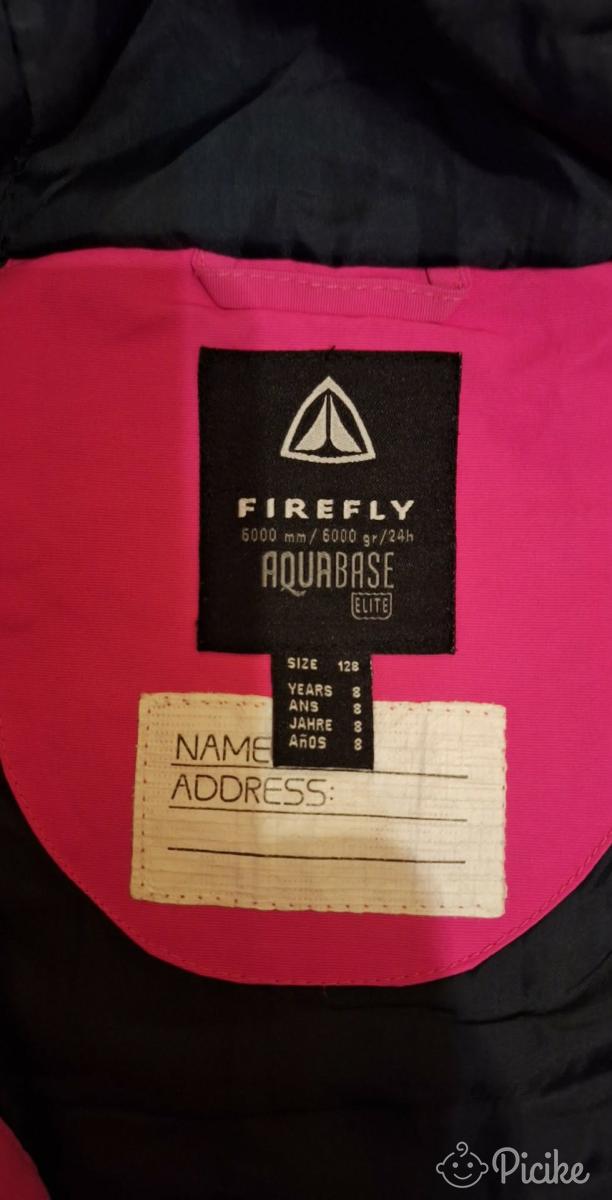 FIREFLY
6000 mm / 6000 gr/24h
AQUABASE
ELITE
SIZE 128
YEARS 8
ANS 8
JAHRE 8
AÑOS 8
NAME
ADDRESS:
Picike